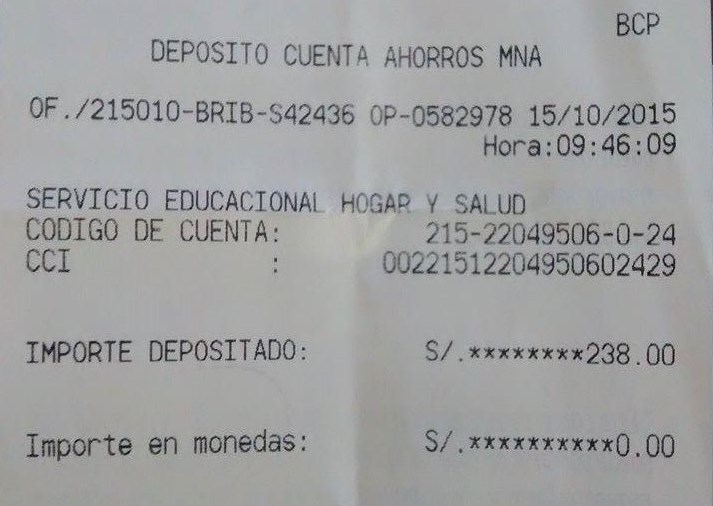 BCP
DEPOSITO CUENTA AHORROS MNA
OF./215010-BRIB-S42436 OP-0582978 15/10/2015
Hora:09:46:09
SERVICIO EDUCACIONAL HOGAR Y SALUD
CODIGO DE CUENTA: 215-22049506-0-24
CCI : 00221512204950602429
IMPORTE DEPOSITADO: S/.********238.00
Importe en monedas: S/.**********0.00